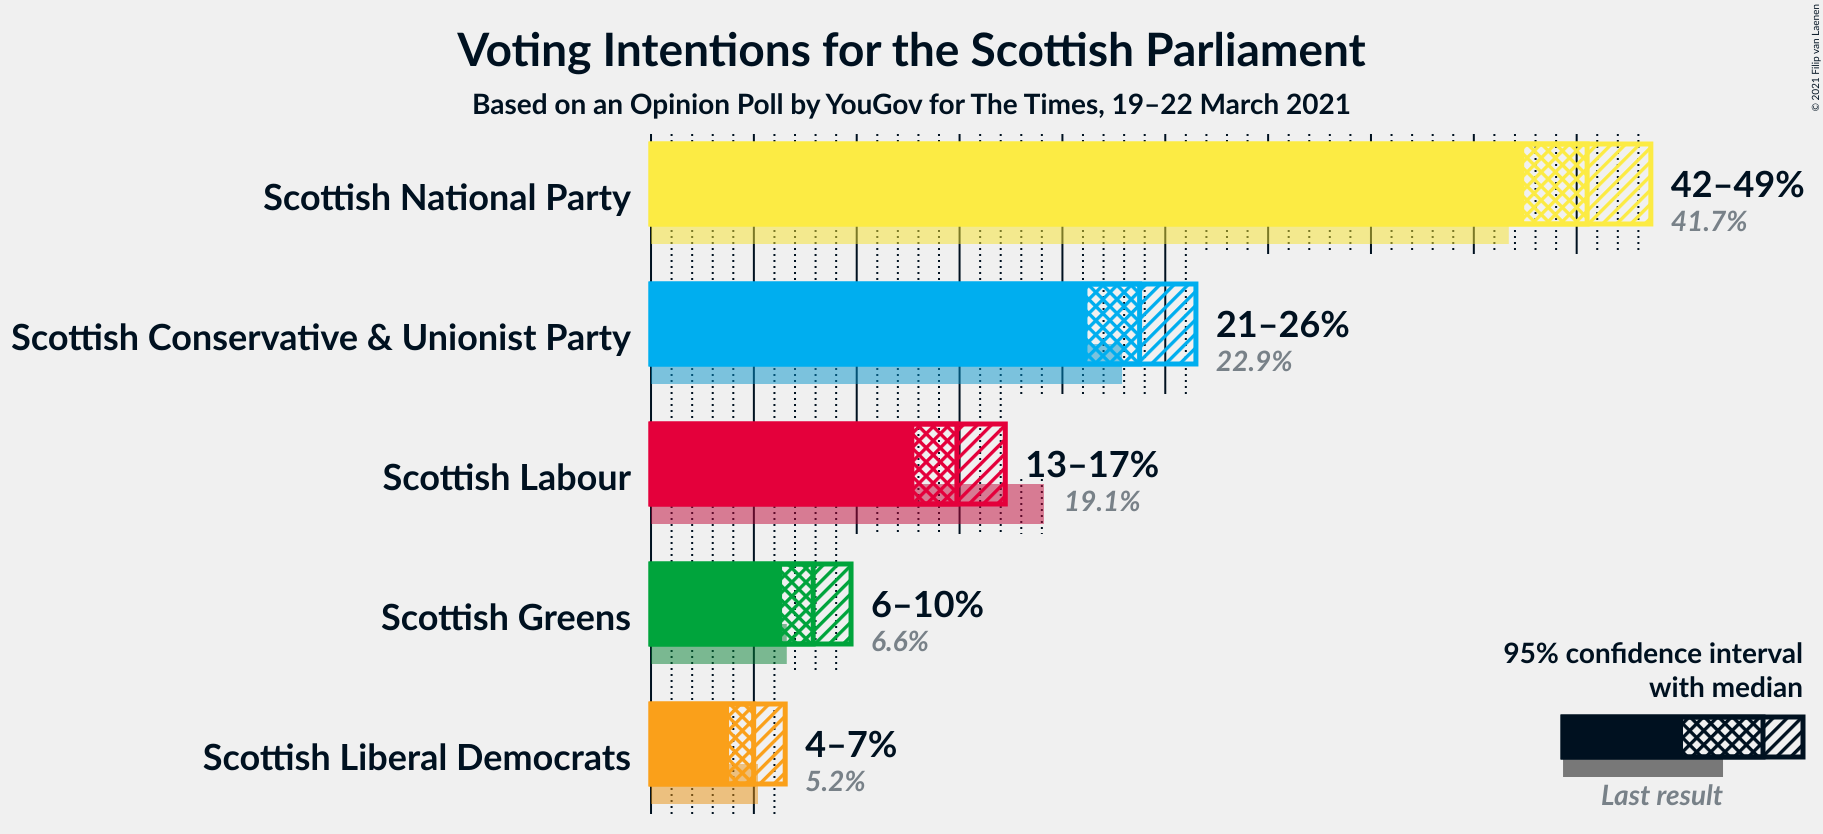 Voting Intentions for the Scottish Parliament
Based on an Opinion Poll by YouGov for The Times, 19–22 March 2021
© 2021 Filip van Laenen
Scottish National Party
42–49%
41.7%
Scottish Conservative & Unionist Party
21–26%
22.9%
Scottish Labour
13–17%
19.1%
Scottish Greens
6–10%
6.6%
Scottish Liberal Democrats
4–7%
5.2%
95% confidence interval
with median
Last result